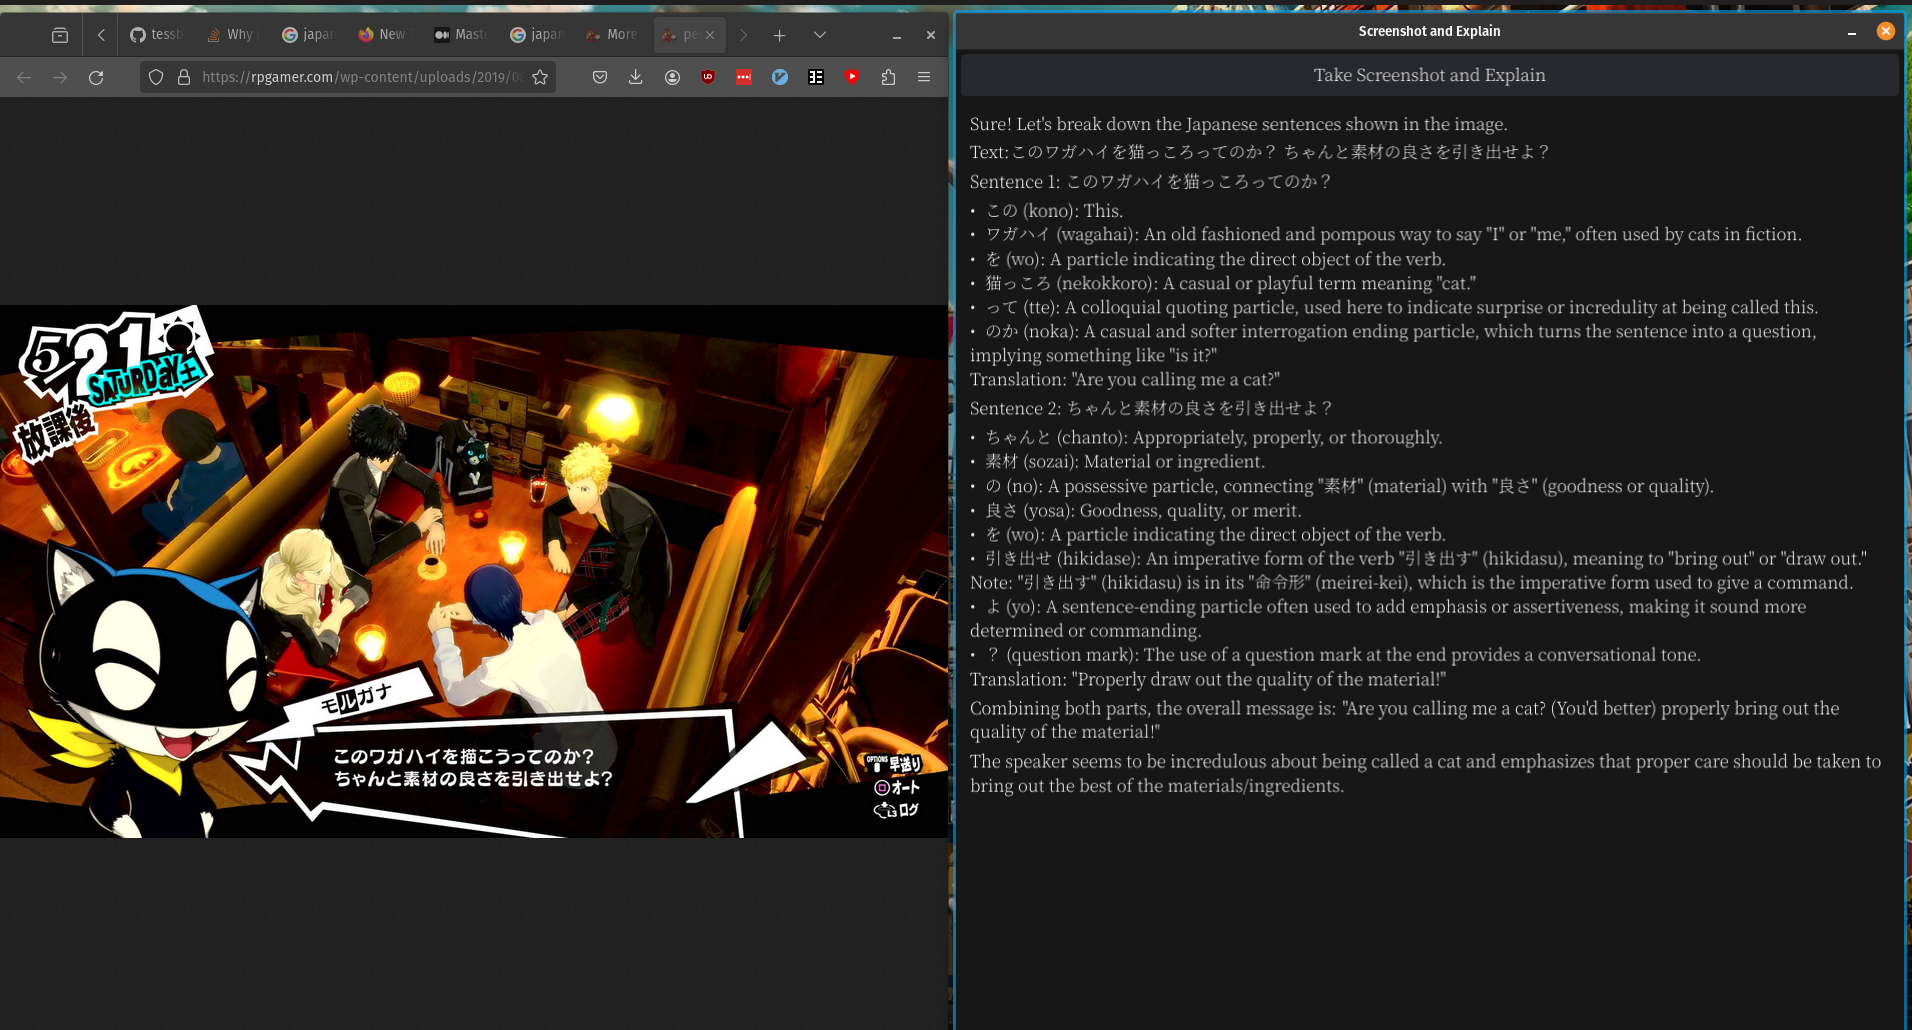 tessb
Why i
japan
New T
Maste
japan
More
pe
https://rpgamer.com/wp-content/uploads/2019/0
5/21
SATURDAY土
放課後
モルガナ
このワガハイを描こうってのか?
ちゃんと素材の良さを引き出せよ?
OPTIONS 早送り
オート
L3 ログ
Screenshot and Explain
Take Screenshot and Explain
Sure! Let's break down the Japanese sentences shown in the image.
Text:このワガハイを猫っころってのか？ ちゃんと素材の良さを引き出せよ？
Sentence 1: このワガハイを猫っころってのか？
• この (kono): This.
• ワガハイ (wagahai): An old fashioned and pompous way to say "I" or "me," often used by cats in fiction.
• を (wo): A particle indicating the direct object of the verb.
• 猫っころ (nekokkoro): A casual or playful term meaning "cat."
• って (tte): A colloquial quoting particle, used here to indicate surprise or incredulity at being called this.
• のか (noka): A casual and softer interrogation ending particle, which turns the sentence into a question,
implying something like "is it?"
Translation: "Are you calling me a cat?"
Sentence 2: ちゃんと素材の良さを引き出せよ？
• ちゃんと (chanto): Appropriately, properly, or thoroughly.
• 素材 (sozai): Material or ingredient.
• の (no): A possessive particle, connecting "素材" (material) with "良さ" (goodness or quality).
• 良さ (yosa): Goodness, quality, or merit.
• を (wo): A particle indicating the direct object of the verb.
• 引き出せ (hikidase): An imperative form of the verb "引き出す" (hikidasu), meaning to "bring out" or "draw out."
Note: "引き出す" (hikidasu) is in its "命令形" (meirei-kei), which is the imperative form used to give a command.
• よ (yo): A sentence-ending particle often used to add emphasis or assertiveness, making it sound more
determined or commanding.
• ？ (question mark): The use of a question mark at the end provides a conversational tone.
Translation: "Properly draw out the quality of the material!"
Combining both parts, the overall message is: "Are you calling me a cat? (You'd better) properly bring out the
quality of the material!"
The speaker seems to be incredulous about being called a cat and emphasizes that proper care should be taken to
bring out the best of the materials/ingredients.